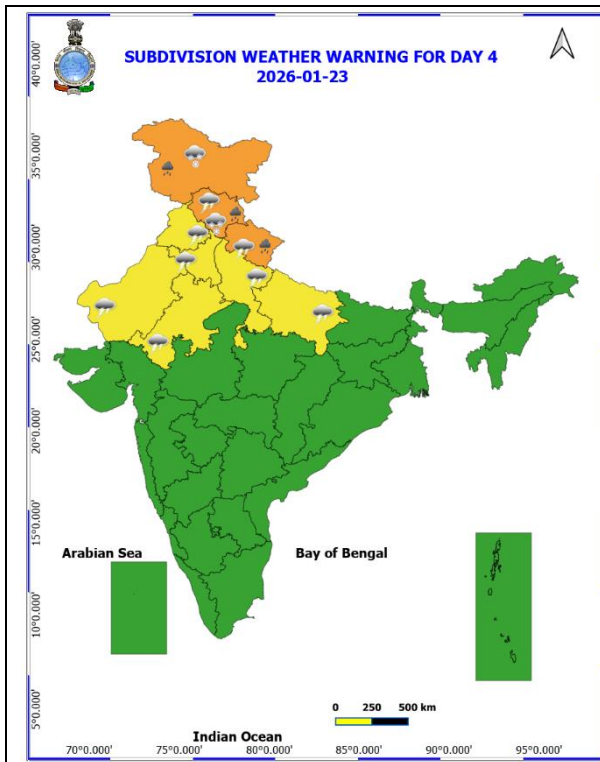 SUBDIVISION WEATHER WARNING FOR DAY 4
2026-01-23
40°0.000'
35°0.000'
30°0.000'
25°0.000'
20°0.000'
15°0.000'
10°0.000'
5°0.000'
Arabian Sea
Bay of Bengal
0 250 500 km
Indian Ocean
70°0.000' 75°0.000' 80°0.000' 85°0.000' 90°0.000' 95°0.000'